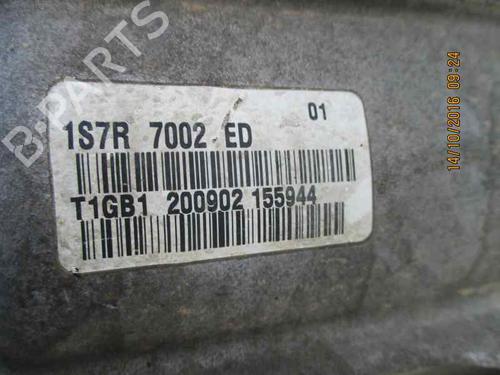 01
1S7R 7002 ED
T1GB1 200902 155944
B-PARTS
14/10/2016 09:24